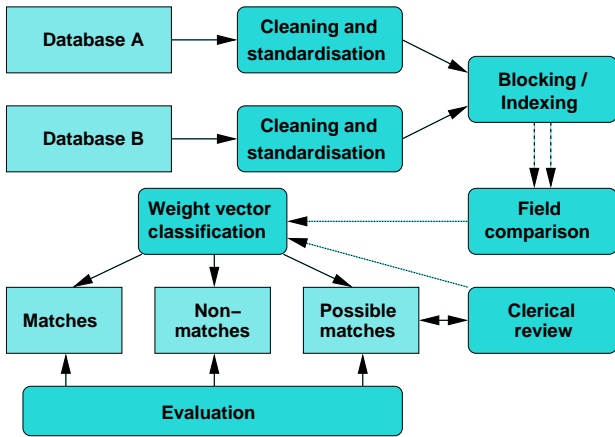 Database A
Cleaning and
standardisation
Blocking /
Indexing
Database B
Cleaning and
standardisation
Weight vector
classification
Field
comparison
Matches
Non–
matches
Possible
matches
Clerical
review
Evaluation